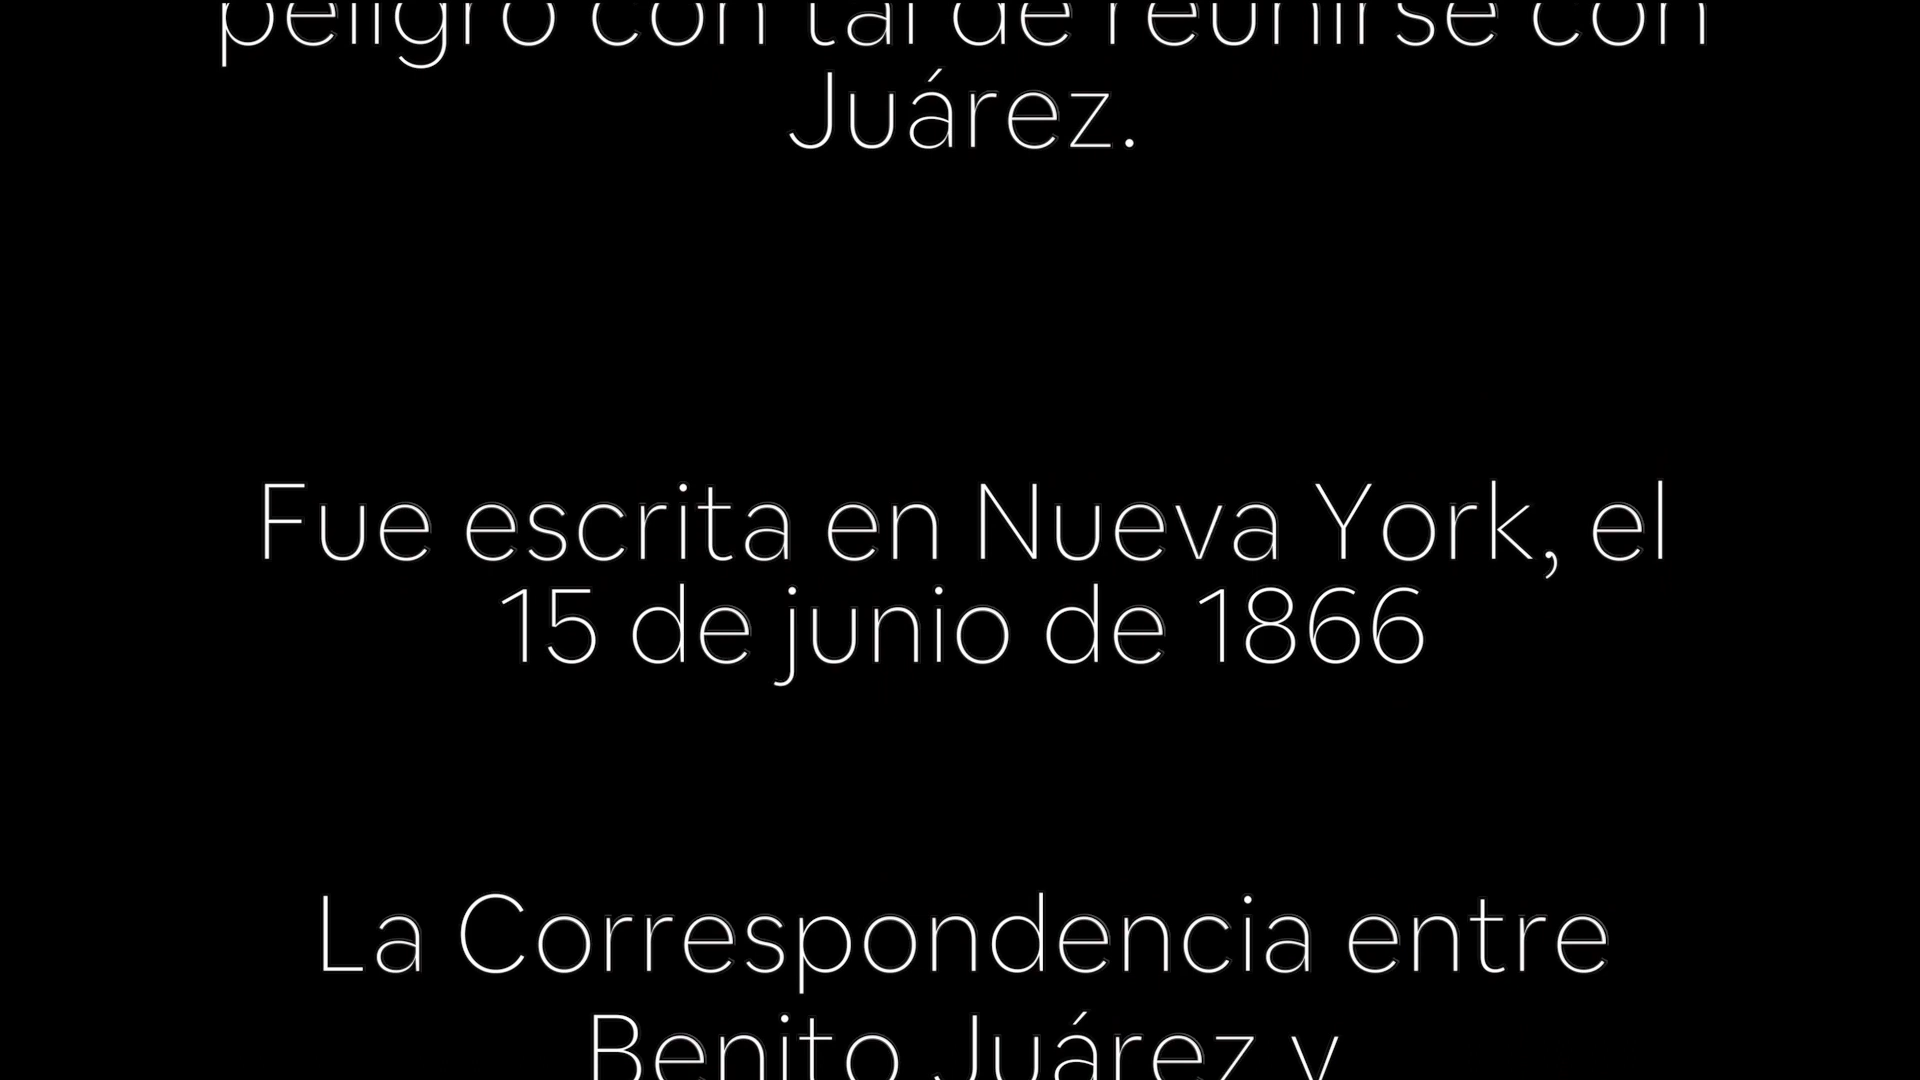 peligro con tal de reunirse con
Juárez.
Fue escrita en Nueva York, el
15 de junio de 1866
La Correspondencia entre
Benito Juárez y